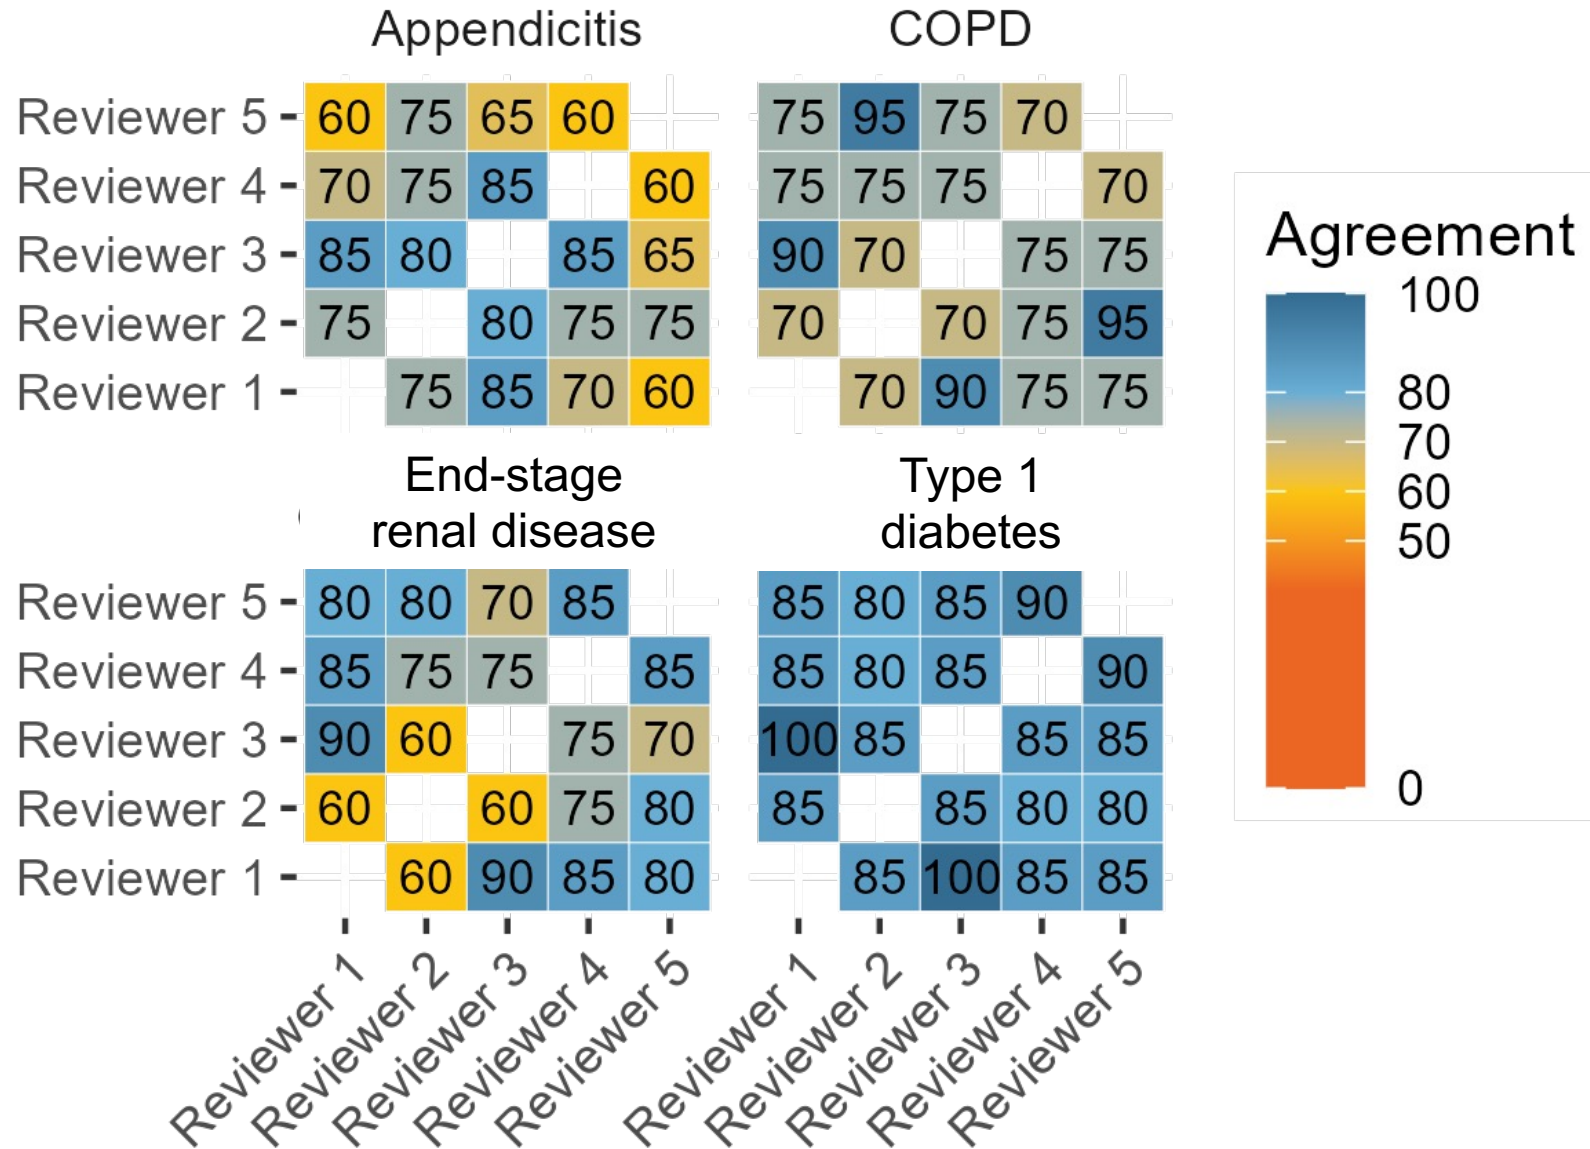 Appendicitis COPD
Reviewer 5 60 75 65 60 75 95 75 70
Reviewer 4 70 75 85 60 75 75 75 70
Reviewer 3 85 80 85 65 90 70 75 75
Reviewer 2 75 80 75 75 70 70 75 95
Reviewer 1 75 85 70 60 70 90 75 75
End-stage
renal disease
Type 1
diabetes
Reviewer 5 80 80 70 85 85 80 85 90
Reviewer 4 85 75 75 85 85 80 85 90
Reviewer 3 90 60 75 70 100 85 85 85
Reviewer 2 60 60 75 80 85 85 80 80
Reviewer 1 60 90 85 80 85 100 85 85
Reviewer 1
Reviewer 2
Reviewer 3
Reviewer 4
Reviewer 5
Reviewer 1
Reviewer 2
Reviewer 3
Reviewer 4
Reviewer 5
Agreement
100
80
70
60
50
0